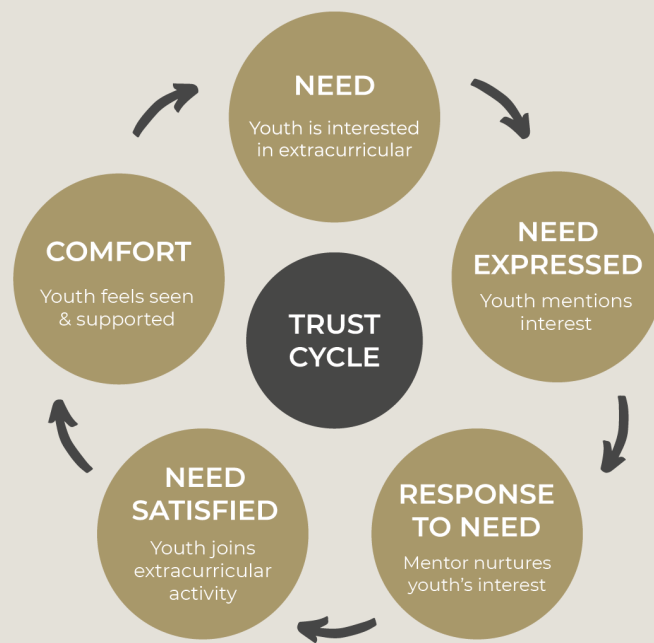 NEED
Youth is interested
in extracurricular
NEED
EXPRESSED
Youth mentions
interest
RESPONSE
TO NEED
Mentor nurtures
youth's interest
NEED
SATISFIED
Youth joins
extracurricular
activity
COMFORT
Youth feels seen
& supported
TRUST
CYCLE